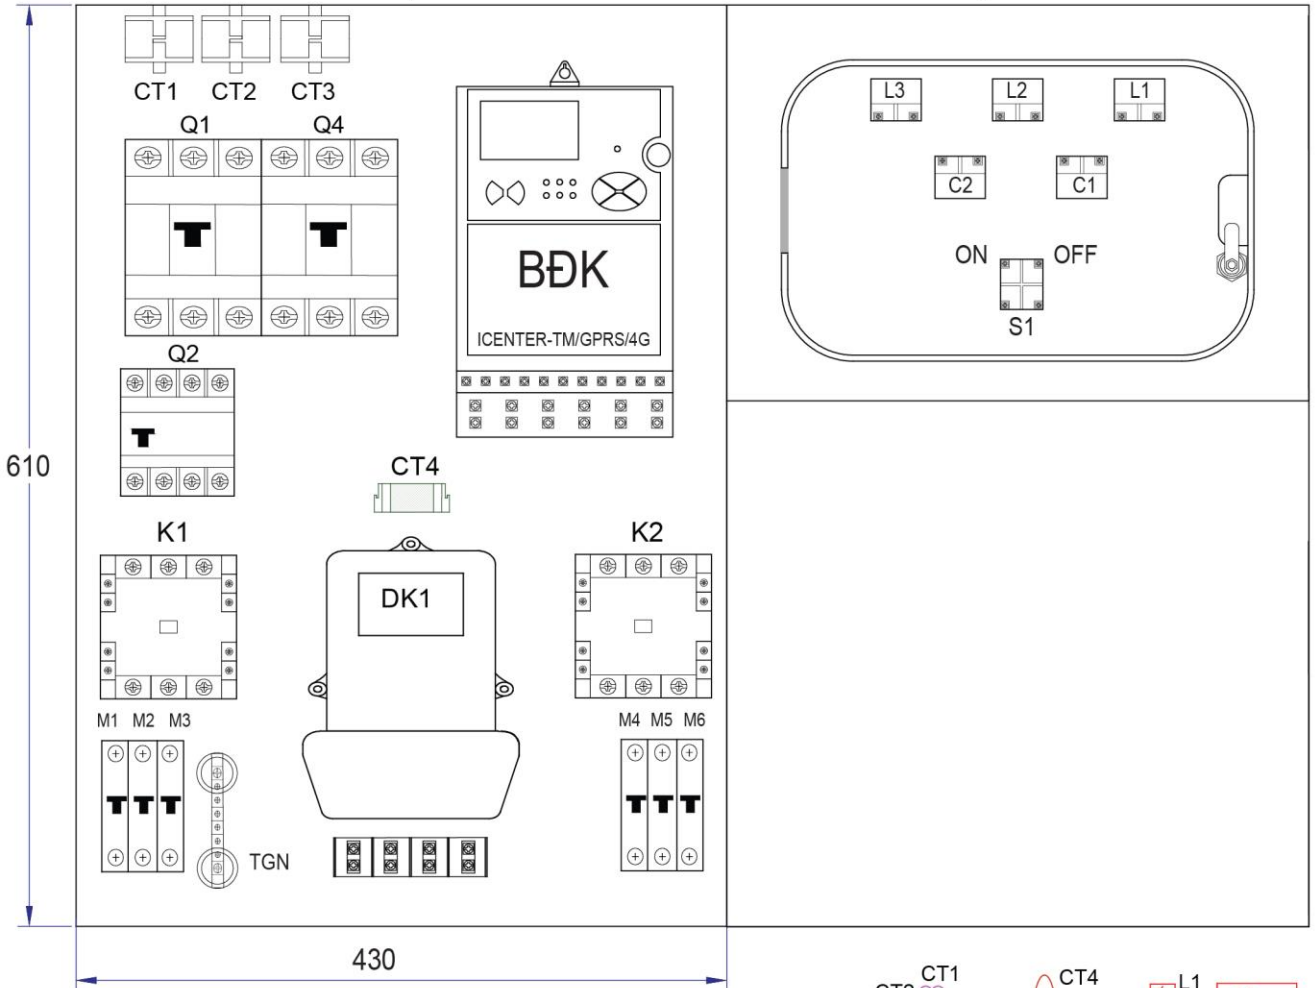 CT1 CT2 CT3
Q1 Q4
L3 L2 L1
C2 C1
BĐK
ON OFF
S1
ICENTER-TM/GPRS/4G
Q2
610
CT4
K1 K2
DK1
M1 M2 M3
M4 M5 M6
TGN
430
CT1
CT4
L1